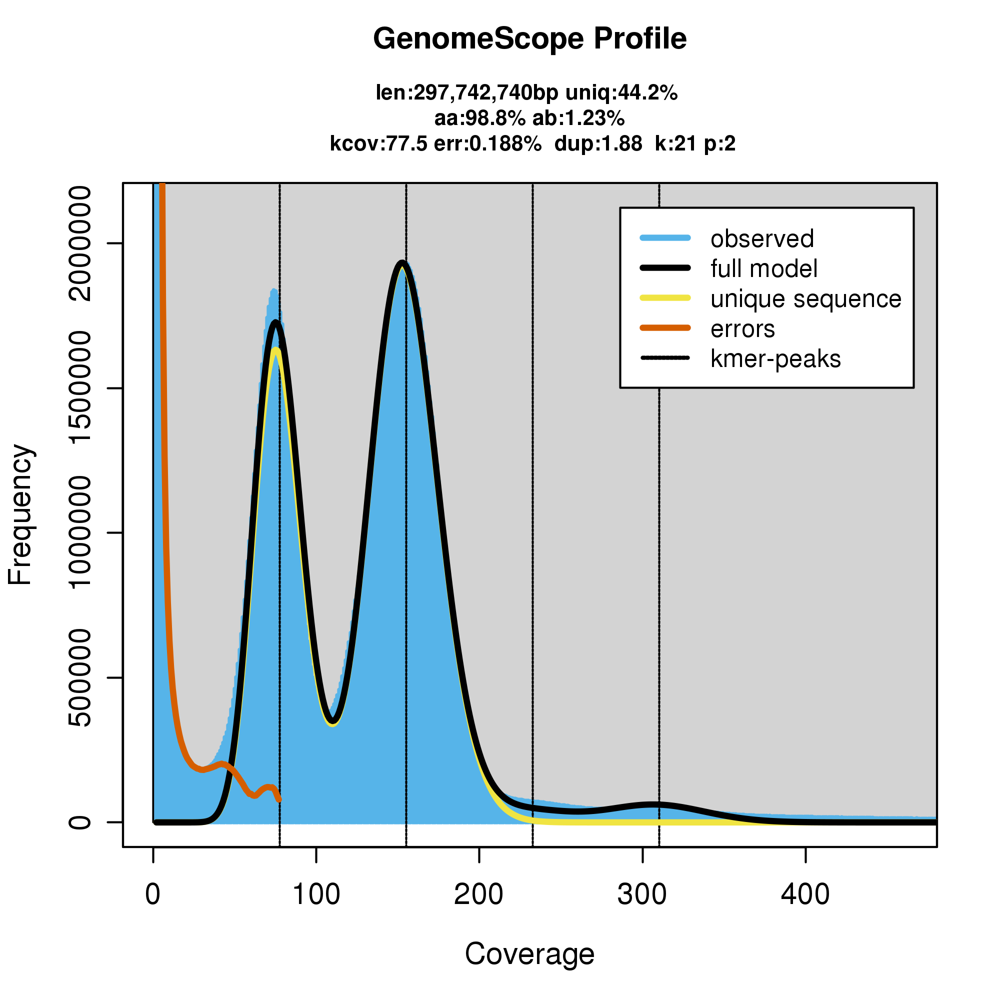 GenomeScope Profile
len:297,742,740bp uniq:44.2%
aa:98.8% ab:1.23%
kcov:77.5 err:0.188%  dup:1.88  k:21 p:2
observed
full model
unique sequence
errors
kmer-peaks
Frequency
2000000
1500000
1000000
500000
0
0
100
200
300
400
Coverage